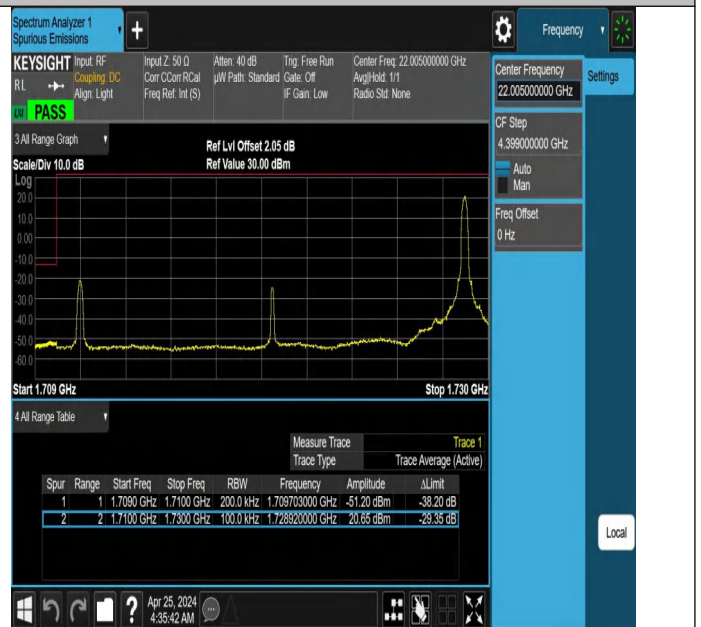 Spectrum Analyzer 1
Spurious Emissions
+
Frequency
KEYSIGHT
RL
Input: RF
Coupling: DC
Align: Light
Input Z: 50 Ω
Corr CCorr RCal
Freq Ref: Int (S)
Atten: 40 dB
µW Path: Standard
Trig: Free Run
Gate: Off
IF Gain: Low
Center Freq: 22.005000000 GHz
Avg|Hold: 1/1
Radio Std: None
PASS
3 All Range Graph
Scale/Div 10.0 dB
Ref Lvl Offset 2.05 dB
Ref Value 30.00 dBm
Log
20.0
10.0
0.00
-10.0
-20.0
-30.0
-40.0
-50.0
-60.0
Start 1.709 GHz
Stop 1.730 GHz
4 All Range Table
Measure Trace Trace 1
Trace Type Trace Average (Active)
Spur Range Start Freq Stop Freq RBW Frequency Amplitude ΔLimit
1 1 1.7090 GHz 1.7100 GHz 200.0 kHz 1.709703000 GHz -51.20 dBm -38.20 dB
2 2 1.7100 GHz 1.7300 GHz 100.0 kHz 1.728920000 GHz 20.65 dBm -29.35 dB
Center Frequency
22.005000000 GHz
Settings
CF Step
4.399000000 GHz
Auto
Man
Freq Offset
0 Hz
Local
?
Apr 25, 2024
4:35:42 AM